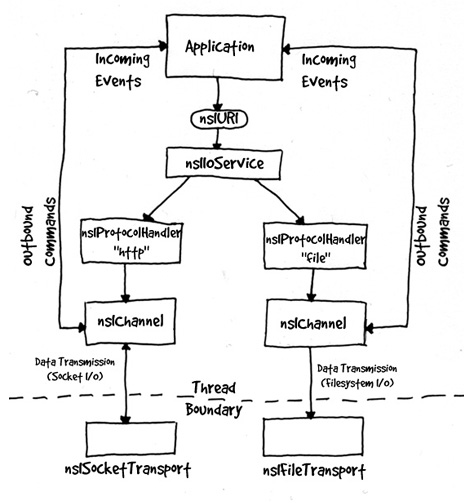 Application
Incoming
Events
Incoming
Events
nsIURI
nsIIoService
Outbound
Commands
Outbound
Commands
nsIProtocolHandler
"http"
nsIProtocolHandler
"file"
nsIChannel
nsIChannel
Data Transmission
(Socket I/o)
Data Transmission
(Filesystem I/o)
Thread
Boundary
nsISocketTransport
nsIFileTransport